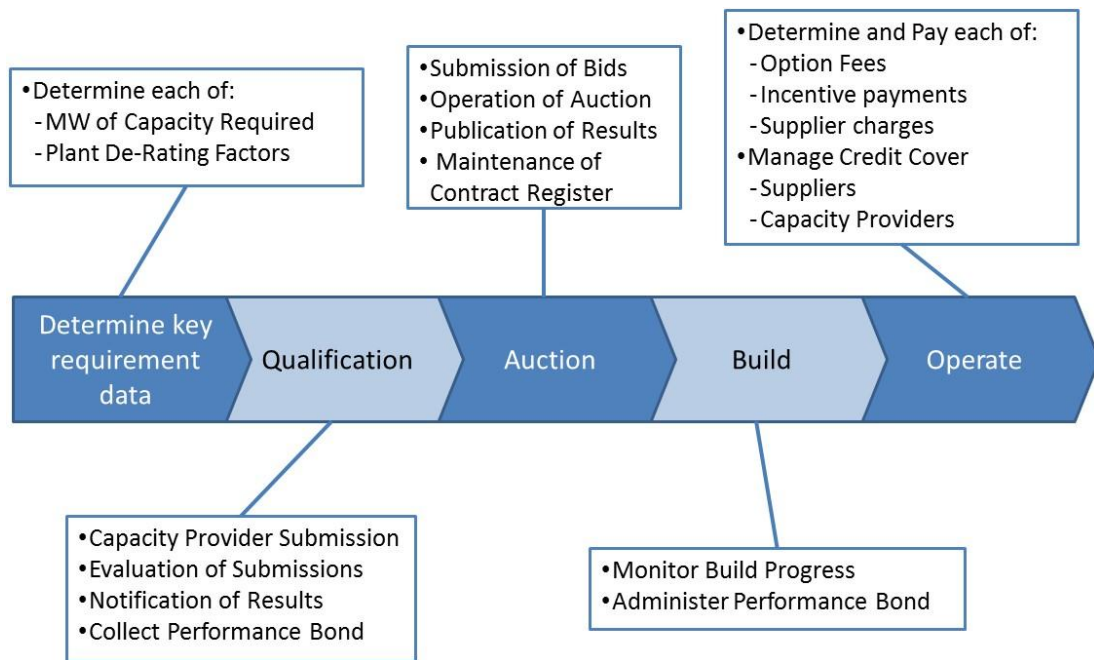 •Determine each of:
-MW of Capacity Required
-Plant De-Rating Factors
•Submission of Bids
•Operation of Auction
•Publication of Results
• Maintenance of
Contract Register
•Determine and Pay each of:
-Option Fees
-Incentive payments
-Supplier charges
•Manage Credit Cover
-Suppliers
-Capacity Providers
Determine key
requirement
data
Qualification
Auction
Build
Operate
•Capacity Provider Submission
•Evaluation of Submissions
•Notification of Results
•Collect Performance Bond
•Monitor Build Progress
•Administer Performance Bond